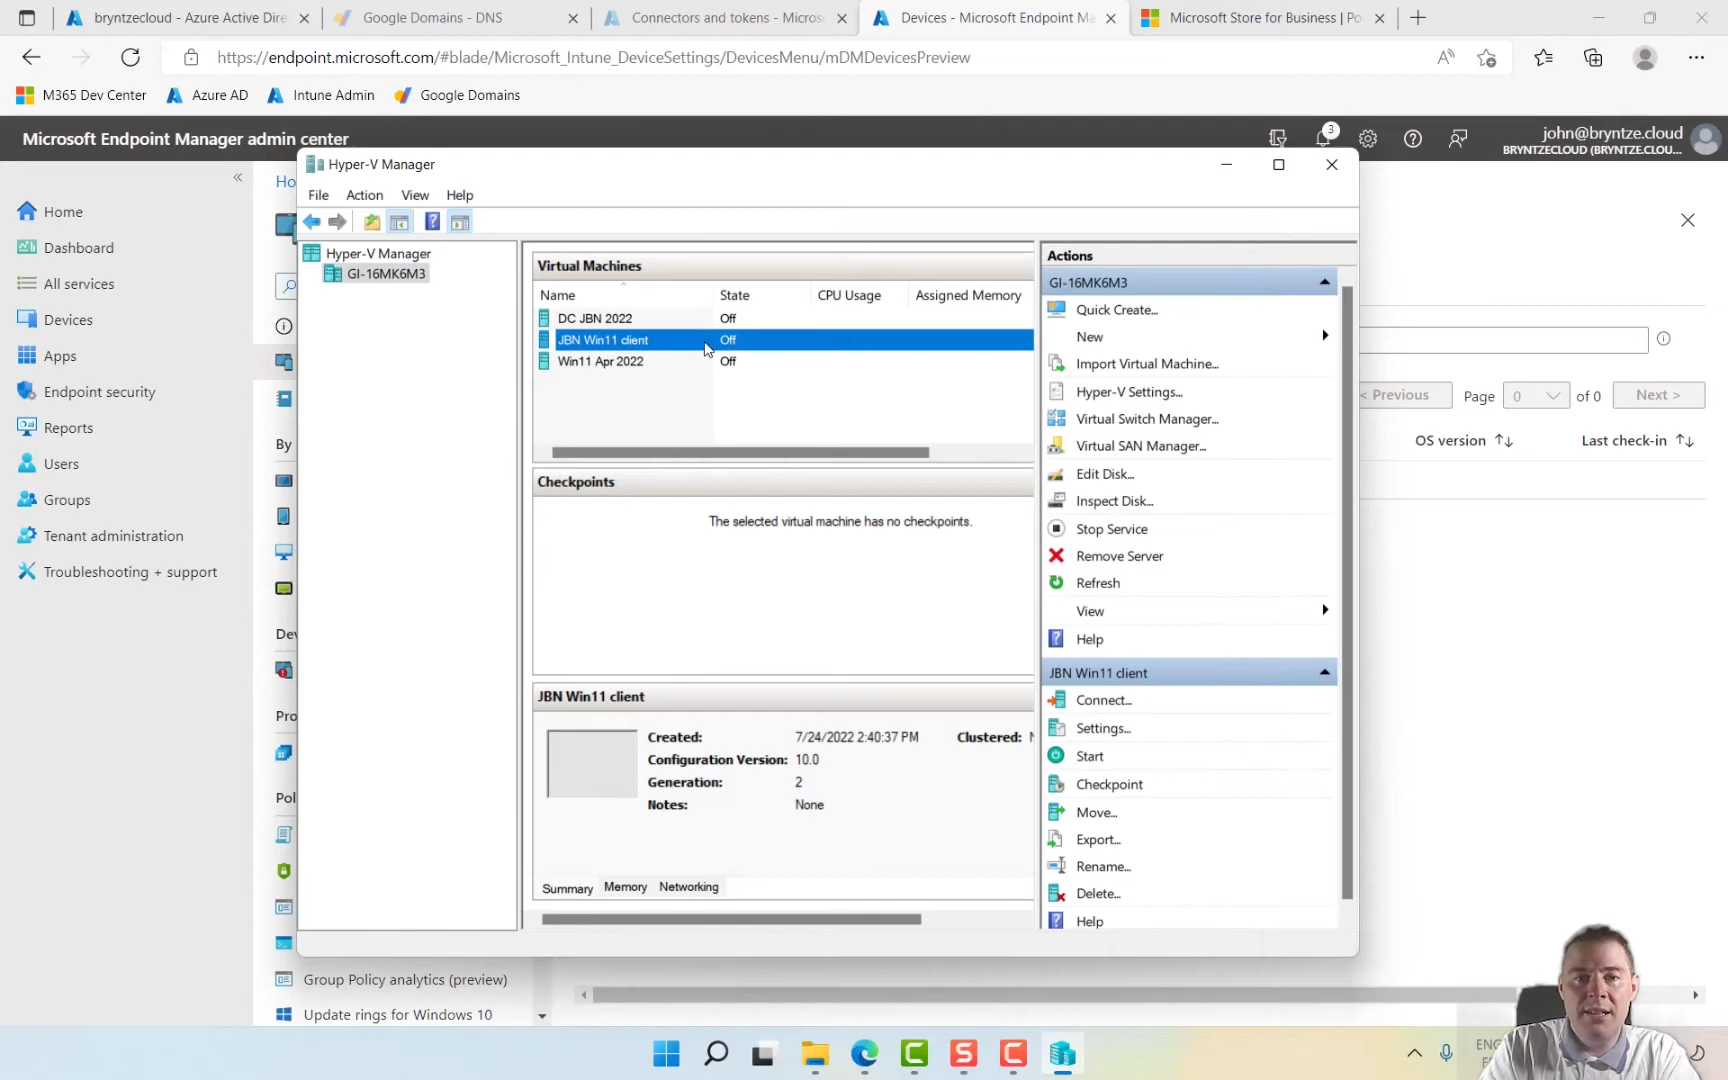 bryntzecloud - Azure Active Dire
Google Domains - DNS
Connectors and tokens - Micros
Devices - Microsoft Endpoint Ma
Microsoft Store for Business | Po
https://endpoint.microsoft.com/#blade/Microsoft_Intune_DeviceSettings/DevicesMenu/mDMDevicesPreview
M365 Dev Center
Azure AD
Intune Admin
Google Domains
Microsoft Endpoint Manager admin center
3
john@bryntze.cloud
BRYNTZECLOUD (BRYNTZE.CLOU...
Home
Dashboard
All services
Devices
Apps
Endpoint security
Reports
Users
Groups
Tenant administration
Troubleshooting + support
Ho
By
Dev
Pro
Pol
Group Policy analytics (preview)
Update rings for Windows 10
Hyper-V Manager
File
Action
View
Help
Hyper-V Manager
GI-16MK6M3
Virtual Machines
Name
State
CPU Usage
Assigned Memory
DC JBN 2022
Off
JBN Win11 client
Off
Win11 Apr 2022
Off
Checkpoints
The selected virtual machine has no checkpoints.
JBN Win11 client
Created: 7/24/2022 2:40:37 PM
Clustered: N
Configuration Version: 10.0
Generation: 2
Notes: None
Summary
Memory
Networking
Actions
GI-16MK6M3
Quick Create...
New
Import Virtual Machine...
Hyper-V Settings...
Virtual Switch Manager...
Virtual SAN Manager...
Edit Disk...
Inspect Disk...
Stop Service
Remove Server
Refresh
View
Help
JBN Win11 client
Connect...
Settings...
Start
Checkpoint
Move...
Export...
Rename...
Delete...
Help
< Previous
Page
0
of 0
Next >
OS version
Last check-in